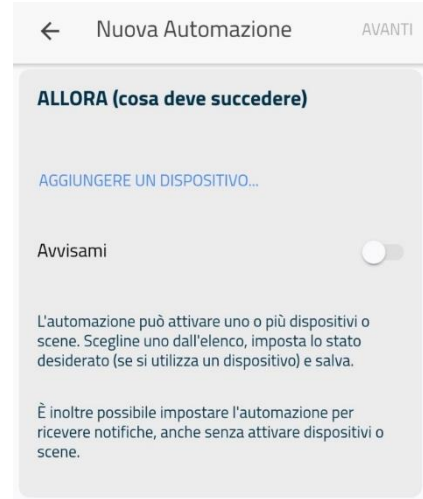 Nuova Automazione AVANTI
ALLORA (cosa deve succedere)
AGGIUNGERE UN DISPOSITIVO...
Avvisami
L'automazione può attivare uno o più dispositivi o
scene. Scegline uno dall'elenco, imposta lo stato
desiderato (se si utilizza un dispositivo) e salva.
È inoltre possibile impostare l'automazione per
ricevere notifiche, anche senza attivare dispositivi o
scene.